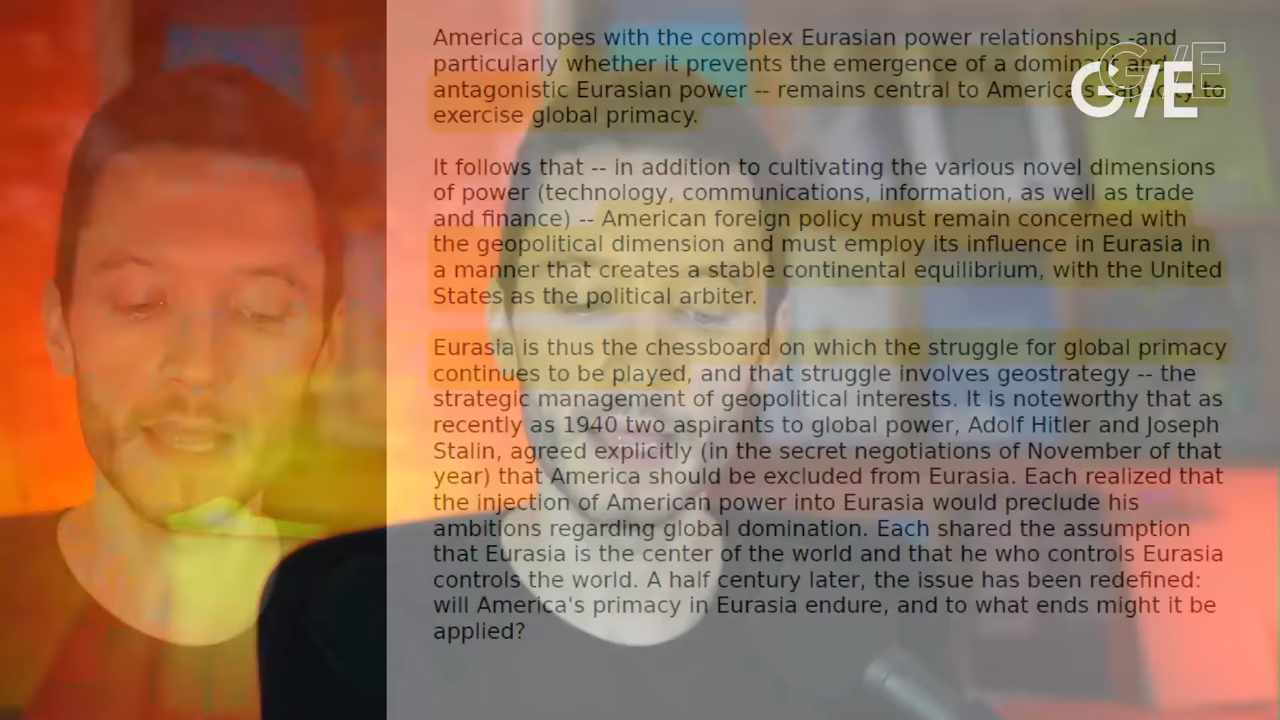 America copes with the complex Eurasian power relationships -and
particularly whether it prevents the emergence of a dominant and
antagonistic Eurasian power -- remains central to America's capacity to
exercise global primacy.
It follows that -- in addition to cultivating the various novel dimensions
of power (technology, communications, information, as well as trade
and finance) -- American foreign policy must remain concerned with
the geopolitical dimension and must employ its influence in Eurasia in
a manner that creates a stable continental equilibrium, with the United
States as the political arbiter.
Eurasia is thus the chessboard on which the struggle for global primacy
continues to be played, and that struggle involves geostrategy -- the
strategic management of geopolitical interests. It is noteworthy that as
recently as 1940 two aspirants to global power, Adolf Hitler and Joseph
Stalin, agreed explicitly (in the secret negotiations of November of that
year) that America should be excluded from Eurasia. Each realized that
the injection of American power into Eurasia would preclude his
ambitions regarding global domination. Each shared the assumption
that Eurasia is the center of the world and that he who controls Eurasia
controls the world. A half century later, the issue has been redefined:
will America's primacy in Eurasia endure, and to what ends might it be
applied?
G/E
G/E